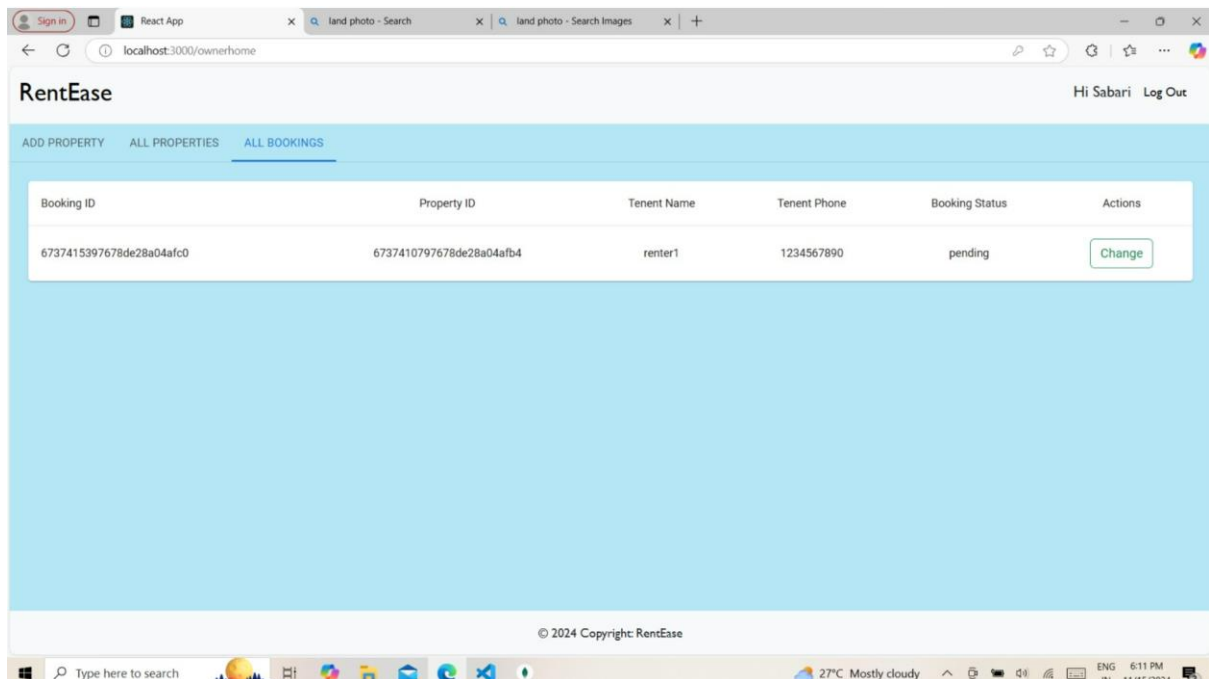 Sign in React App land photo - Search land photo - Search Images
localhost:3000/ownerhome
RentEase Hi Sabari Log Out
ADD PROPERTY ALL PROPERTIES ALL BOOKINGS
Booking ID Property ID Tenent Name Tenent Phone Booking Status Actions
6737415397678de28a04afc0 6737410797678de28a04afb4 renter1 1234567890 pending Change
© 2024 Copyright: RentEase
Type here to search 27°C Mostly cloudy ENG 6:11 PM